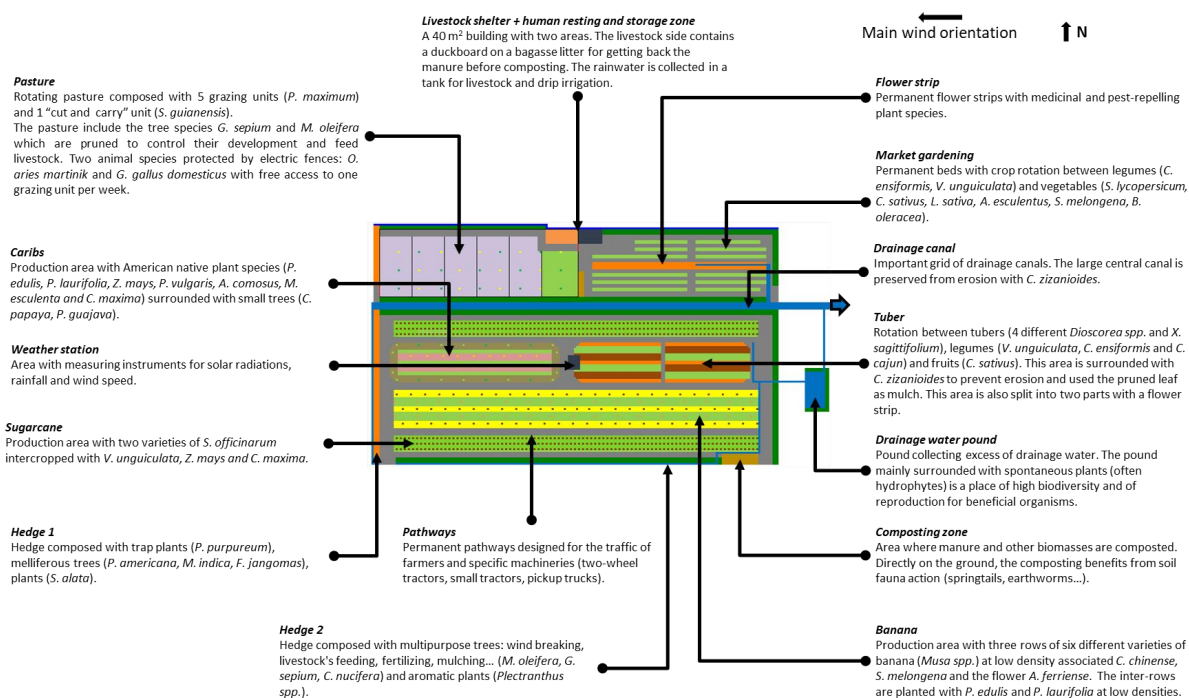 Livestock shelter + human resting and storage zone
A 40 m² building with two areas. The livestock side contains
a duckboard on a bagasse litter for getting back the
manure before composting. The rainwater is collected in a
tank for livestock and drip irrigation.
Main wind orientation
N
Pasture
Rotating pasture composed with 5 grazing units (P. maximum)
and 1 "cut and carry" unit (S. guianensis).
The pasture include the tree species G. sepium and M. oleifera
which are pruned to control their development and feed
livestock. Two animal species protected by electric fences: O.
aries martinik and G. gallus domesticus with free access to one
grazing unit per week.
Caribs
Production area with American native plant species (P.
edulis, P. laurifolia, Z. mays, P. vulgaris, A. comosus, M.
esculenta and C. maxima) surrounded with small trees (C.
papaya, P. guajava).
Weather station
Area with measuring instruments for solar radiations,
rainfall and wind speed.
Sugarcane
Production area with two varieties of S. officinarum
intercropped with V. unguiculata, Z. mays and C. maxima.
Hedge 1
Hedge composed with trap plants (P. purpureum),
melliferous trees (P. americana, M. indica, F. jangomas),
plants (S. alata).
Pathways
Permanent pathways designed for the traffic of
farmers and specific machineries (two-wheel
tractors, small tractors, pickup trucks).
Hedge 2
Hedge composed with multipurpose trees: wind breaking,
livestock's feeding, fertilizing, mulching... (M. oleifera, G.
sepium, C. nucifera) and aromatic plants (Plectranthus
spp.).
Flower strip
Permanent flower strips with medicinal and pest-repelling
plant species.
Market gardening
Permanent beds with crop rotation between legumes (C.
ensiformis, V. unguiculata) and vegetables (S. lycopersicum,
C. sativus, L. sativa, A. esculentus, S. melongena, B.
oleracea).
Drainage canal
Important grid of drainage canals. The large central canal is
preserved from erosion with C. zizanioides.
Tuber
Rotation between tubers (4 different Dioscorea spp. and X.
sagittifolium), legumes (V. unguiculata, C. ensiformis and C.
cajun) and fruits (C. sativus). This area is surrounded with
C. zizanioides to prevent erosion and used the pruned leaf
as mulch. This area is also split into two parts with a flower
strip.
Drainage water pound
Pound collecting excess of drainage water. The pound
mainly surrounded with spontaneous plants (often
hydrophytes) is a place of high biodiversity and of
reproduction for beneficial organisms.
Composting zone
Area where manure and other biomasses are composted.
Directly on the ground, the composting benefits from soil
fauna action (springtails, earthworms...).
Banana
Production area with three rows of six different varieties of
banana (Musa spp.) at low density associated C. chinense,
S. melongena and the flower A. ferriense. The inter-rows
are planted with P. edulis and P. laurifolia at low densities.